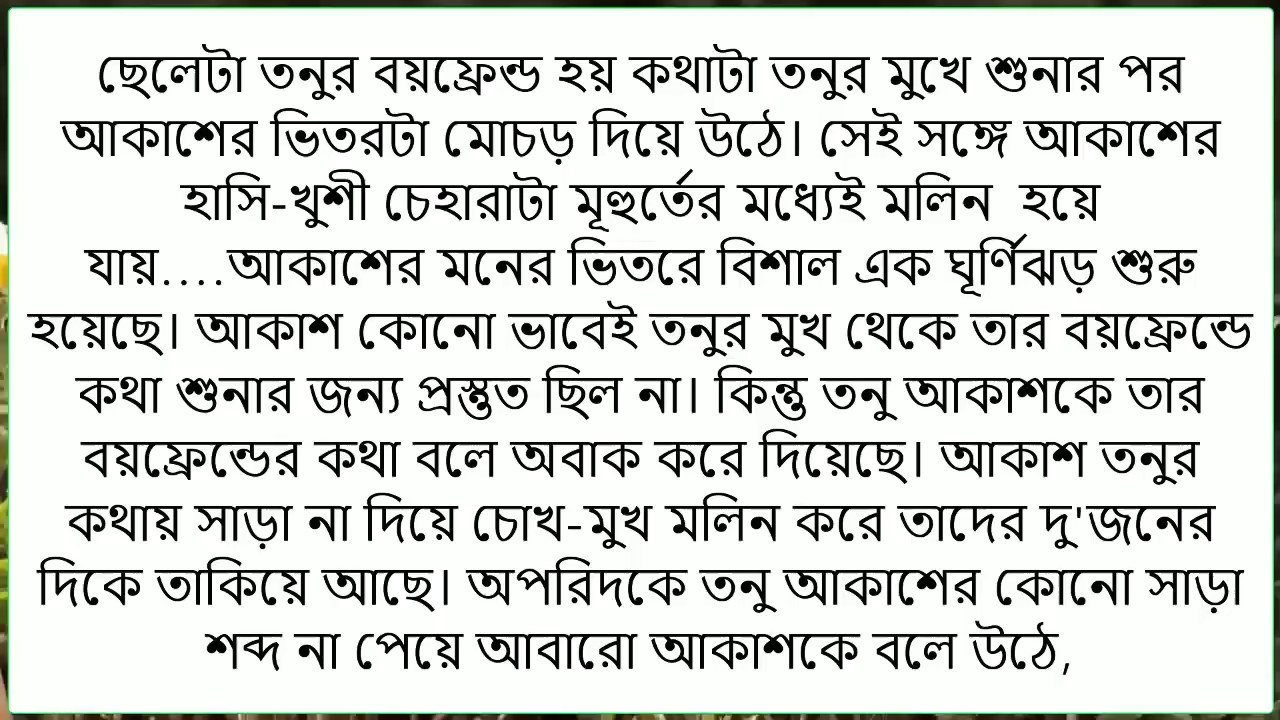 ছেলেটা তনুর বয়ফ্রেন্ড হয় কথাটা তনুর মুখে শুনার পর
আকাশের ভিতরটা মোচড় দিয়ে উঠে। সেই সঙ্গে আকাশের
হাসি-খুশী চেহারাটা মূহুর্তের মধ্যেই মলিন  হয়ে
যায়....আকাশের মনের ভিতরে বিশাল এক ঘূর্ণিঝড় শুরু
হয়েছে। আকাশ কোনো ভাবেই তনুর মুখ থেকে তার বয়ফ্রেন্ডে
কথা শুনার জন্য প্রস্তুত ছিল না। কিন্তু তনু আকাশকে তার
বয়ফ্রেন্ডের কথা বলে অবাক করে দিয়েছে। আকাশ তনুর
কথায় সাড়া না দিয়ে চোখ-মুখ মলিন করে তাদের দু'জনের
দিকে তাকিয়ে আছে। অপরিদকে তনু আকাশের কোনো সাড়া
শব্দ না পেয়ে আবারো আকাশকে বলে উঠে,